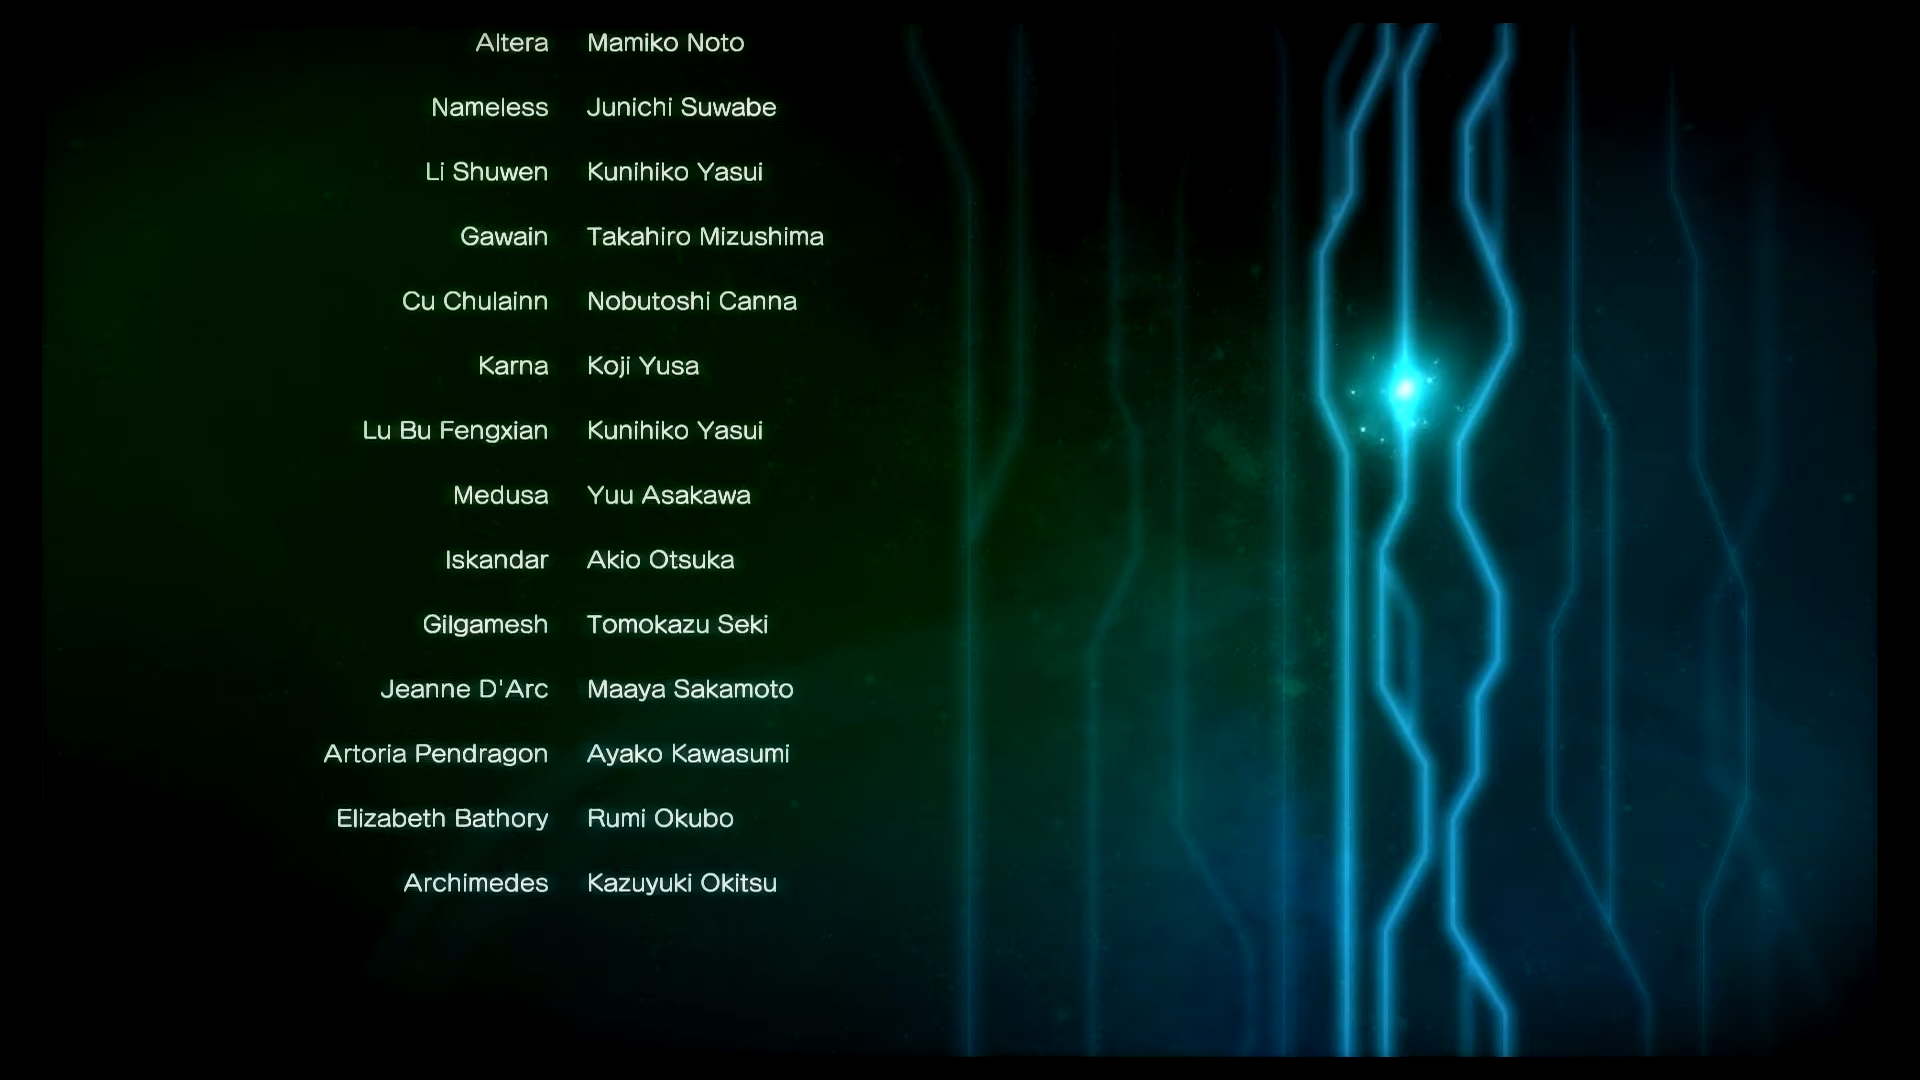 Altera Mamiko Noto
Nameless Junichi Suwabe
Li Shuwen Kunihiko Yasui
Gawain Takahiro Mizushima
Cu Chulainn Nobutoshi Canna
Karna Koji Yusa
Lu Bu Fengxian Kunihiko Yasui
Medusa Yuu Asakawa
Iskandar Akio Otsuka
Gilgamesh Tomokazu Seki
Jeanne D'Arc Maaya Sakamoto
Artoria Pendragon Ayako Kawasumi
Elizabeth Bathory Rumi Okubo
Archimedes Kazuyuki Okitsu